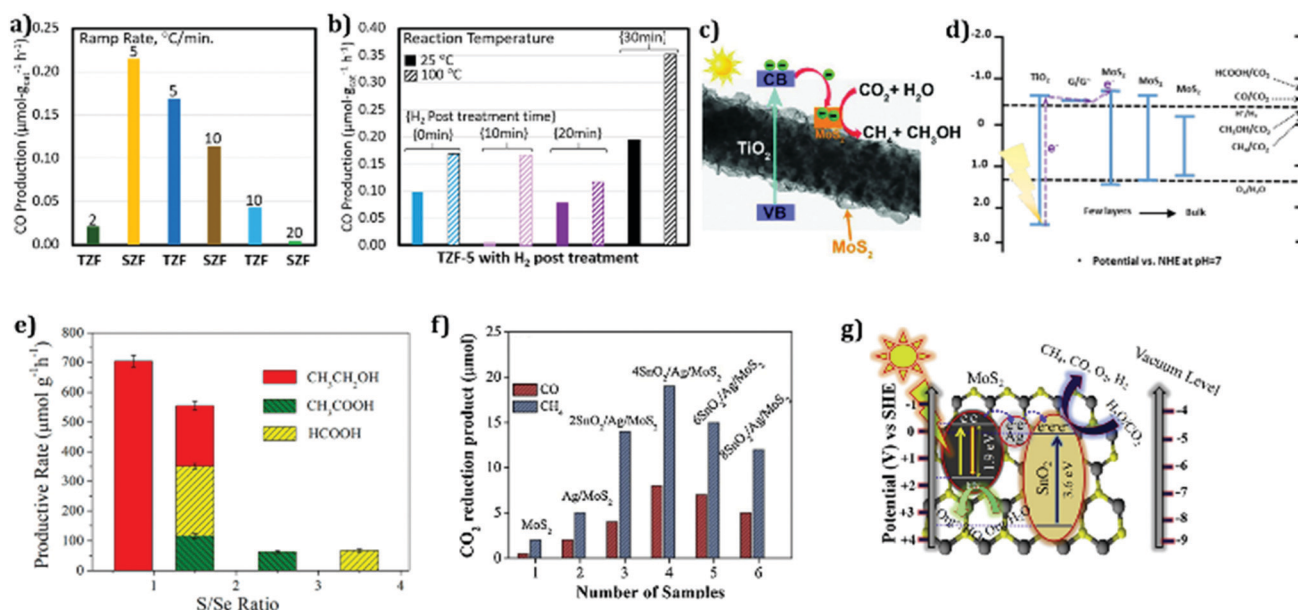 a)
Ramp Rate, °C/min.
CO Production (μmol-g_cat⁻¹ h⁻¹)
0.25
0.20
0.15
0.10
0.05
0.00
2
5
5
10
10
20
TZF SZF TZF SZF TZF SZF
b)
CO Production (μmol-g_cat⁻¹ h⁻¹)
0.40
0.35
0.30
0.25
0.20
0.15
0.10
0.05
0.00
Reaction Temperature
25 °C
100 °C
{30min}
{H₂ Post treatment time}
{0min}
{10min}
{20min}
TZF-5 with H₂ post treatment
c)
CB
CO₂ + H₂O
MoS₂
CH₄ + CH₃OH
TiO₂
VB
MoS₂
d)
-2.0
-1.0
0
1.0
2.0
3.0
TiO₂
G/G⁻
MoS₂
MoS₂
MoS₂
e⁻
e⁻
HCOOH/CO₂
CO/CO₂
H⁺/H₂
CH₃OH/CO₂
CH₄/CO₂
O₂/H₂O
Few layers
Bulk
• Potential vs. NHE at pH=7
e)
Productive Rate (μmol g⁻¹h⁻¹)
800
700
600
500
400
300
200
100
0
CH₃CH₂OH
CH₃COOH
HCOOH
1 2 3 4
S/Se Ratio
f)
CO₂ reduction product (μmol)
25
20
15
10
5
0
CO
CH₄
MoS₂
Ag/MoS₂
2SnO₂/Ag/MoS₂
4SnO₂/Ag/MoS₂
6SnO₂/Ag/MoS₂
8SnO₂/Ag/MoS₂
1 2 3 4 5 6
Number of Samples
g)
Potential (V) vs SHE
-1
0
+1
+2
+3
+4
MoS₂
CH₄, CO, O₂, H₂
H₂O/CO₂
Ag
1.9 eV
SnO₂
3.6 eV
Vacuum Level
-4
-5
-6
-7
-8
-9